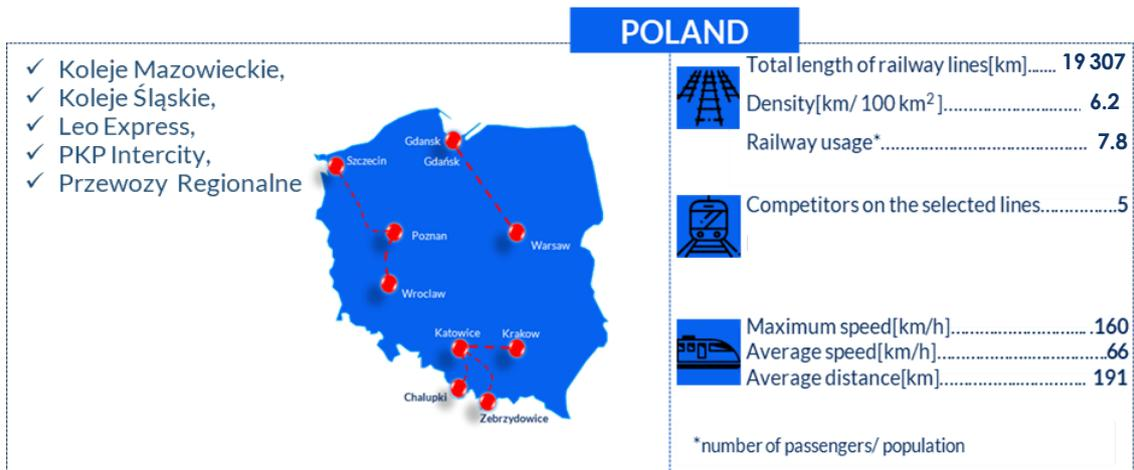 POLAND
✓ Koleje Mazowieckie,
✓ Koleje Śląskie,
✓ Leo Express,
✓ PKP Intercity,
✓ Przewozy Regionalne
Gdansk
Gdańsk
Szczecin
Poznan
Warsaw
Wroclaw
Katowice
Krakow
Chalupki
Zebrzydowice
Total length of railway lines[km]....... 19 307
Density[km/ 100 km²]............................ 6.2
Railway usage*.......................................... 7.8
Competitors on the selected lines...............5
Maximum speed[km/h]...............................160
Average speed[km/h]..................................66
Average distance[km]............................... 191
*number of passengers/ population